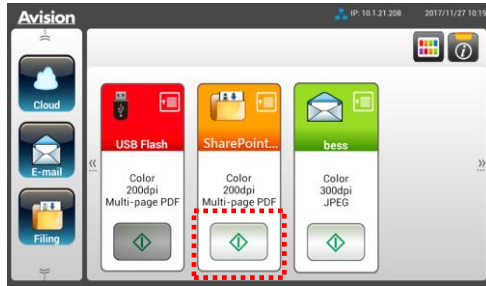 Avision
IP: 10.1.21.208 2017/11/27 10:19
Cloud
E-mail
Filing
USB Flash
Color
200dpi
Multi-page PDF
SharePoint...
Color
200dpi
Multi-page PDF
bess
Color
300dpi
JPEG